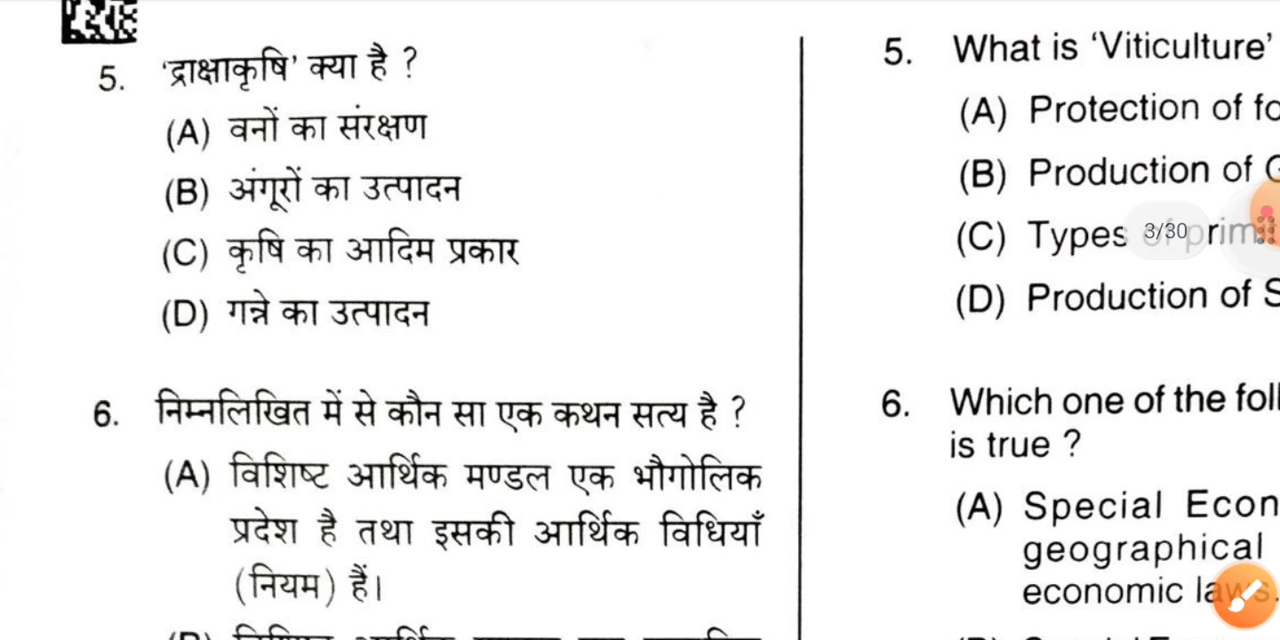 5. 'द्राक्षाकृषि' क्या है ?
(A) वनों का संरक्षण
(B) अंगूरों का उत्पादन
(C) कृषि का आदिम प्रकार
(D) गन्ने का उत्पादन
6. निम्नलिखित में से कौन सा एक कथन सत्य है ?
(A) विशिष्ट आर्थिक मण्डल एक भौगोलिक
प्रदेश है तथा इसकी आर्थिक विधियाँ
(नियम) हैं।
5. What is 'Viticulture'
(A) Protection of
(B) Production of
(C) Types of
(D) Production of
3/30
6. Which one of the
is true ?
(A) Special
geographical
economic laws.